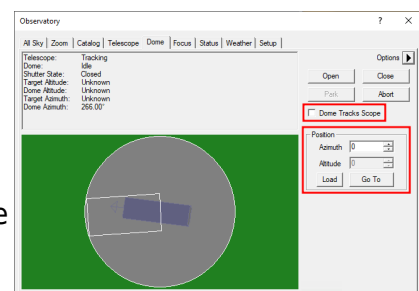 Observatory ? ×
All Sky Zoom Catalog Telescope Dome Focus Status Weather Setup
Telescope: Tracking
Dome: Idle
Shutter State: Closed
Target Altitude: Unknown
Dome Altitude: Unknown
Target Azimuth: Unknown
Dome Azimuth: 266.00°
Options
Open Close
Park Abort
Dome Tracks Scope
Position
Azimuth 0
Altitude 0
Load Go To
e